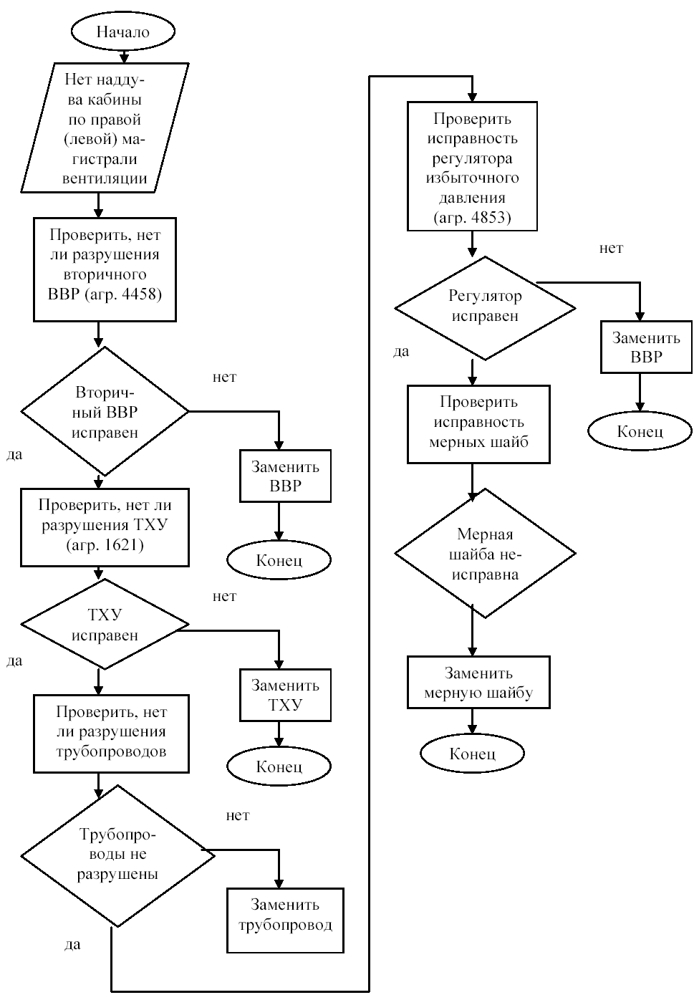 Начало
Нет надду-
ва кабины
по правой
(левой) ма-
гистрали
вентиляции
Проверить, нет
ли разрушения
вторичного
ВВР (агр. 4458)
нет
Вторич-
ный ВВР
исправен
да
Заменить
ВВР
Конец
Проверить, нет ли
разрушения ТХУ
(агр. 1621)
нет
ТХУ
исправен
да
Заменить
ТХУ
Конец
Проверить, нет
ли разрушения
трубопроводов
нет
Трубопро-
воды не
разрушены
Заменить
трубопровод
да
Проверить
исправность
регулятора
избыточного
давления
(агр. 4853)
нет
Регулятор
исправен
да
Заменить
ВВР
Конец
Проверить
исправность
мерных шайб
Мерная
шайба не-
исправна
Заменить
мерную шайбу
Конец